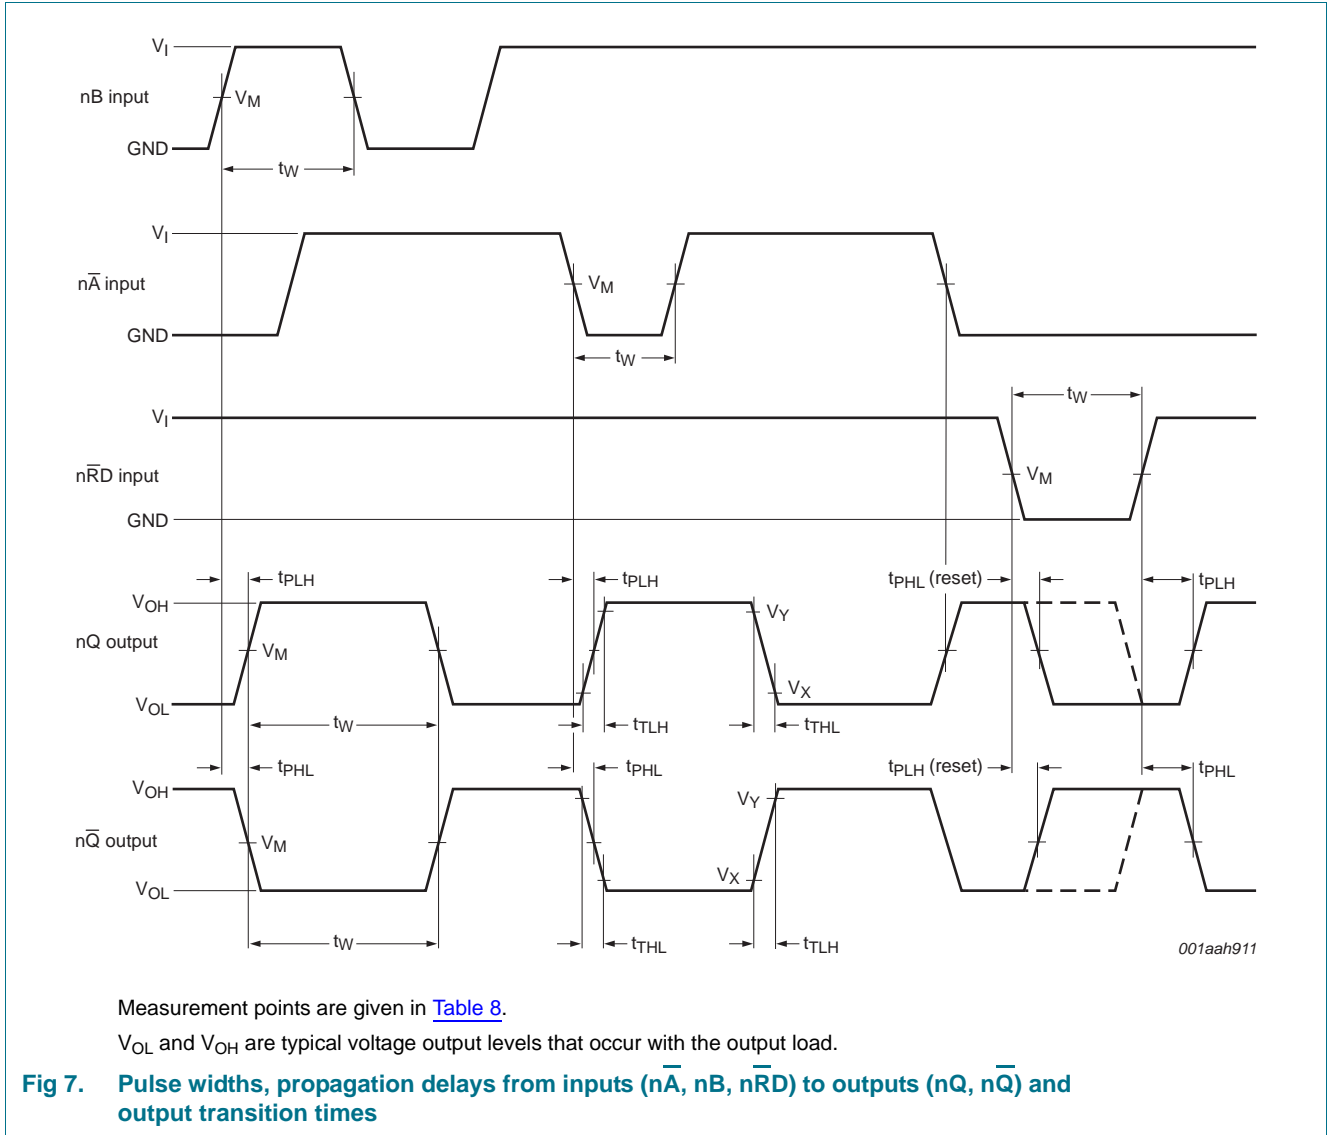 VI
nB input
VM
GND
tW
VI
nA̅ input
VM
GND
tW
VI
tW
nR̅D input
VM
GND
tPLH
tPLH
tPHL (reset)
tPLH
VOH
VY
nQ output
VM
VX
VOL
tW
tTLH
tTHL
tPHL
tPHL
tPLH (reset)
tPHL
VOH
VY
nQ̅ output
VM
VX
VOL
tW
tTHL
tTLH
001aah911
Measurement points are given in Table 8.
VOL and VOH are typical voltage output levels that occur with the output load.
Fig 7. Pulse widths, propagation delays from inputs (nA̅, nB, nR̅D) to outputs (nQ, nQ̅) and
output transition times